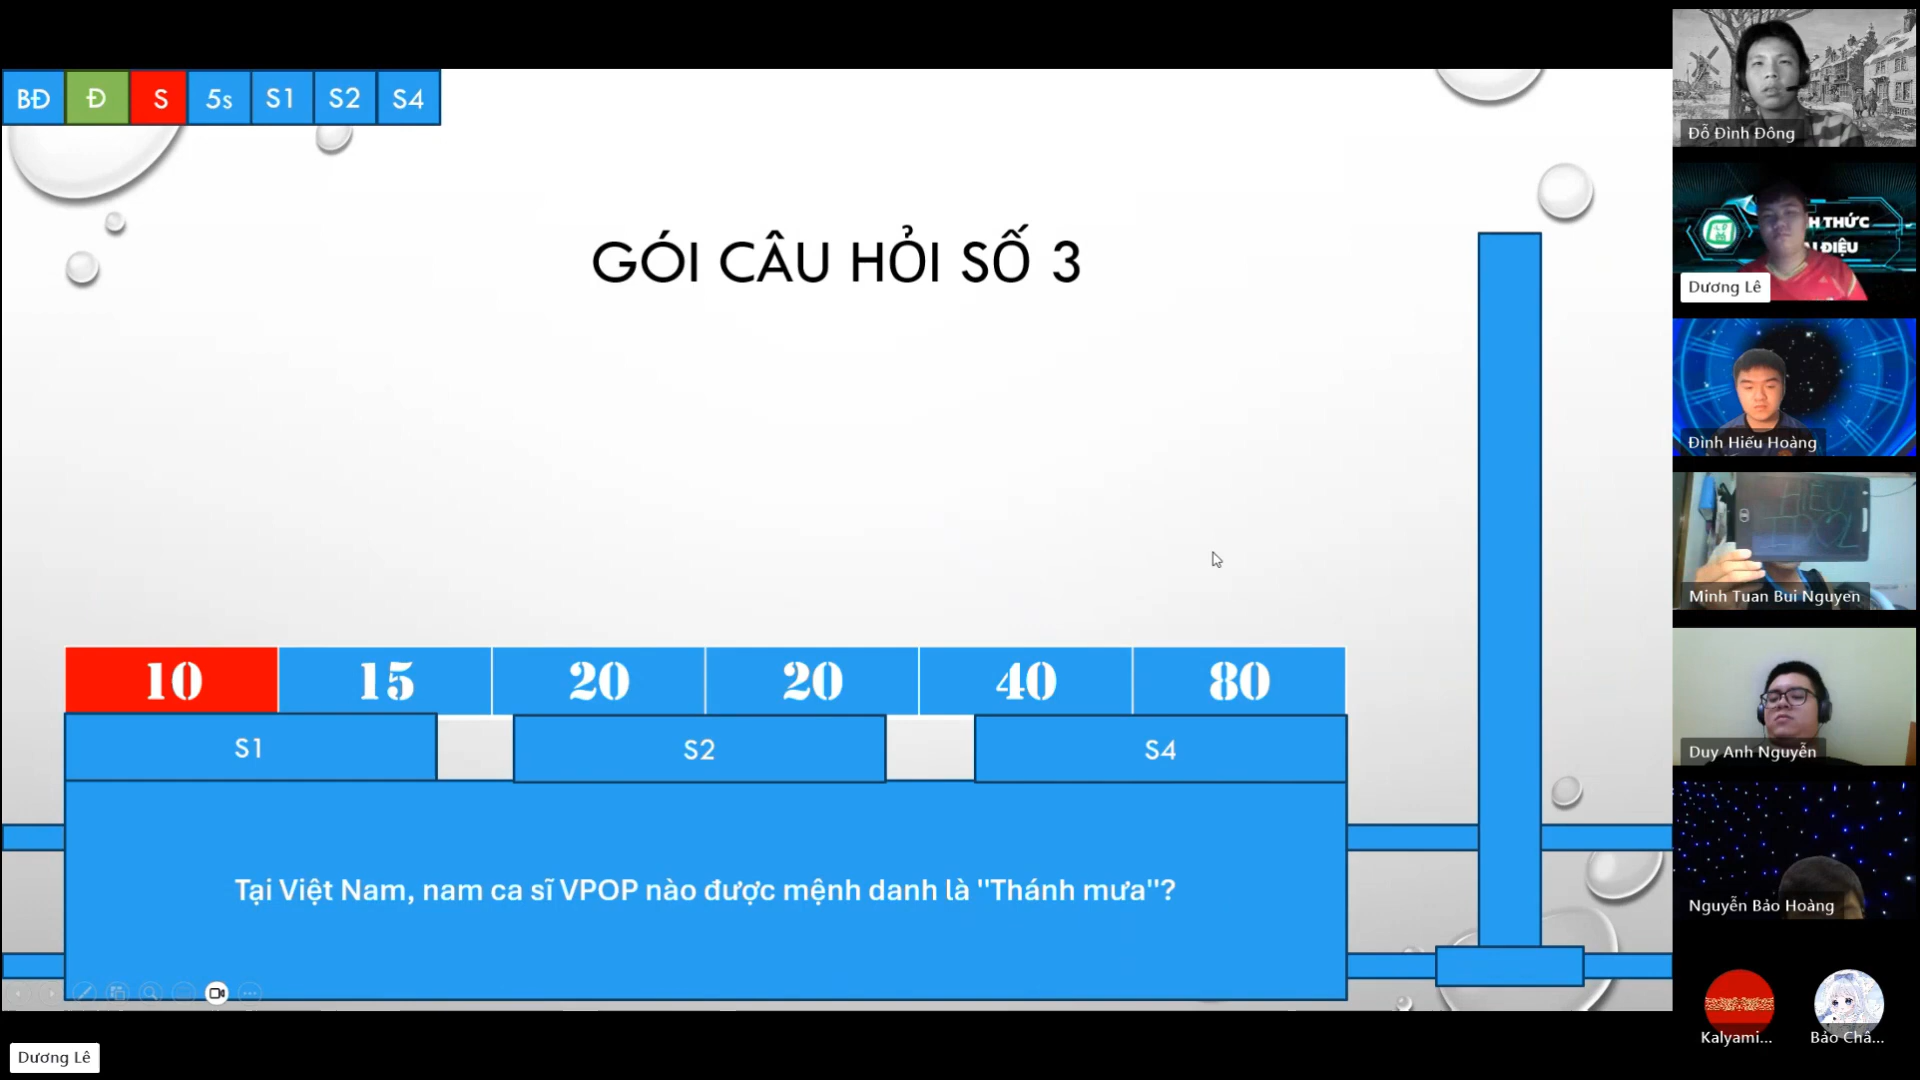 BĐ Đ S 5s S1 S2 S4
GÓI CÂU HỎI SỐ 3
10 15 20 20 40 80
S1 S2 S4
Tại Việt Nam, nam ca sĩ VPOP nào được mệnh danh là "Thánh mưa"?
Dương Lê
Đỗ Đình Đông
H THỨC
ĐIỆU
Dương Lê
Đình Hiếu Hoàng
Minh Tuan Bui Nguyen
Duy Anh Nguyễn
Nguyễn Bảo Hoàng
Kalyami... Bảo Châ...